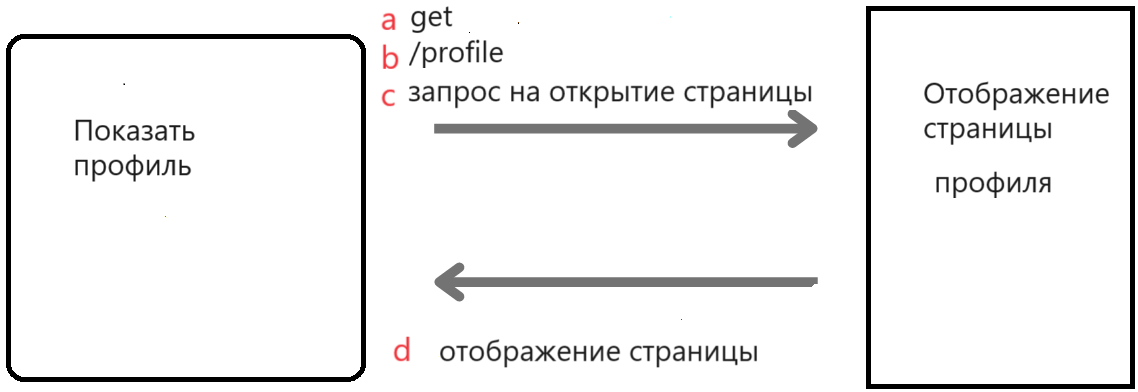 a get
b /profile
c запрос на открытие страницы
Показать
профиль
Отображение
страницы
профиля
d отображение страницы